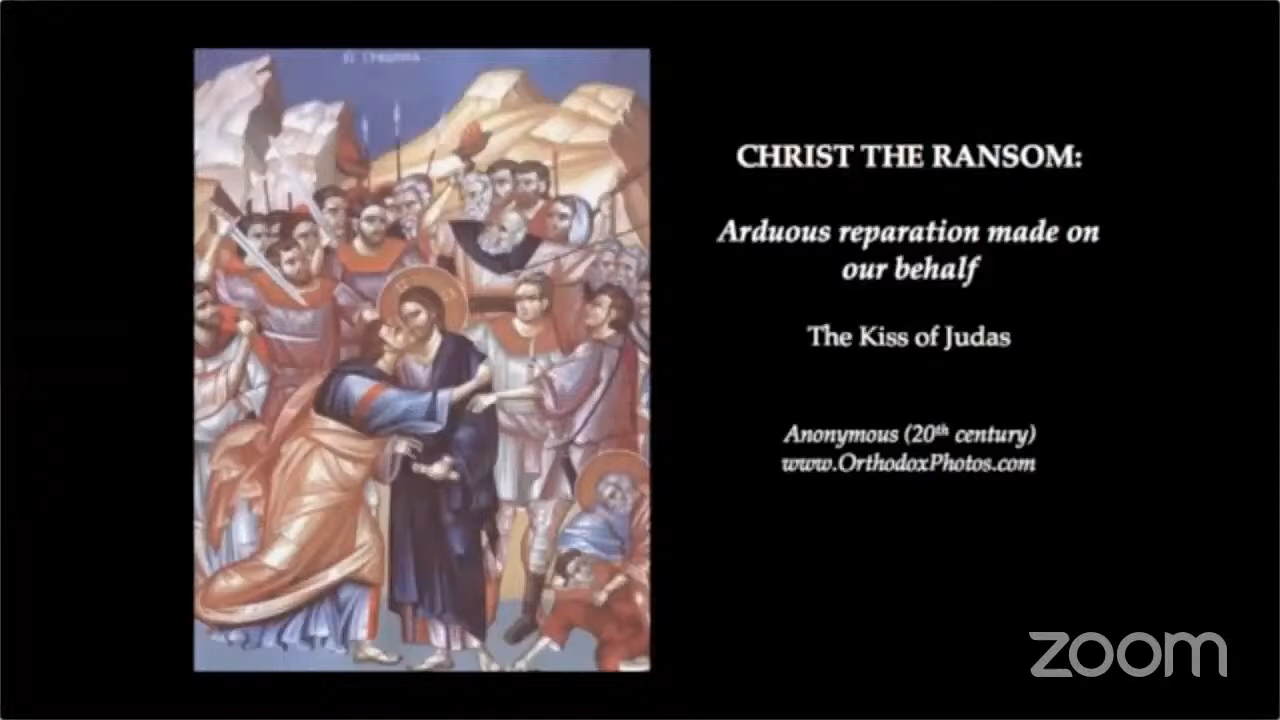 CHRIST THE RANSOM:
Arduous reparation made on
our behalf
The Kiss of Judas
Anonymous (20th century)
www.OrthodoxPhotos.com
zoom